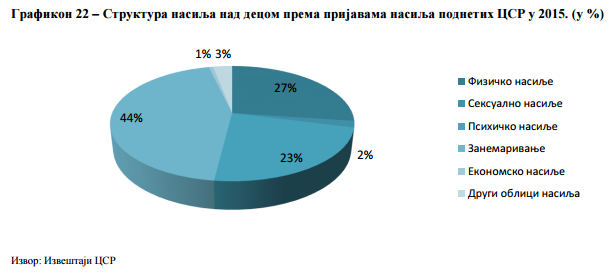 Графикон 22 – Структура насиља над децом према пријавама насиља поднетих ЦСР у 2015. (у %)
1%
3%
27%
44%
23%
2%
Физичко насиље
Сексуално насиље
Психичко насиље
Занемаривање
Економско насиље
Други облици насиља
Извор: Извештаји ЦСР